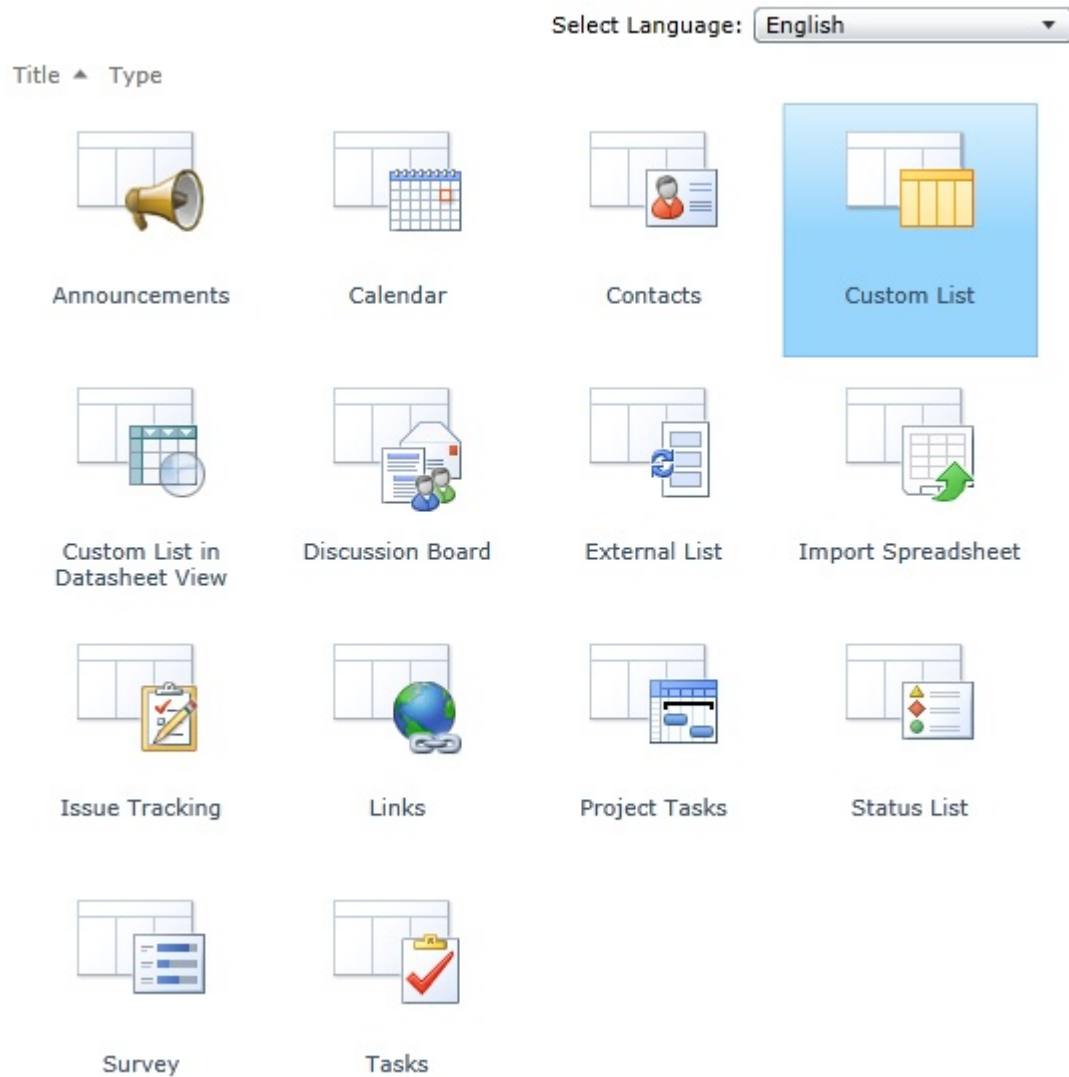 Select Language: English
Title Type
Announcements Calendar Contacts Custom List
Custom List in Datasheet View Discussion Board External List Import Spreadsheet
Issue Tracking Links Project Tasks Status List
Survey Tasks